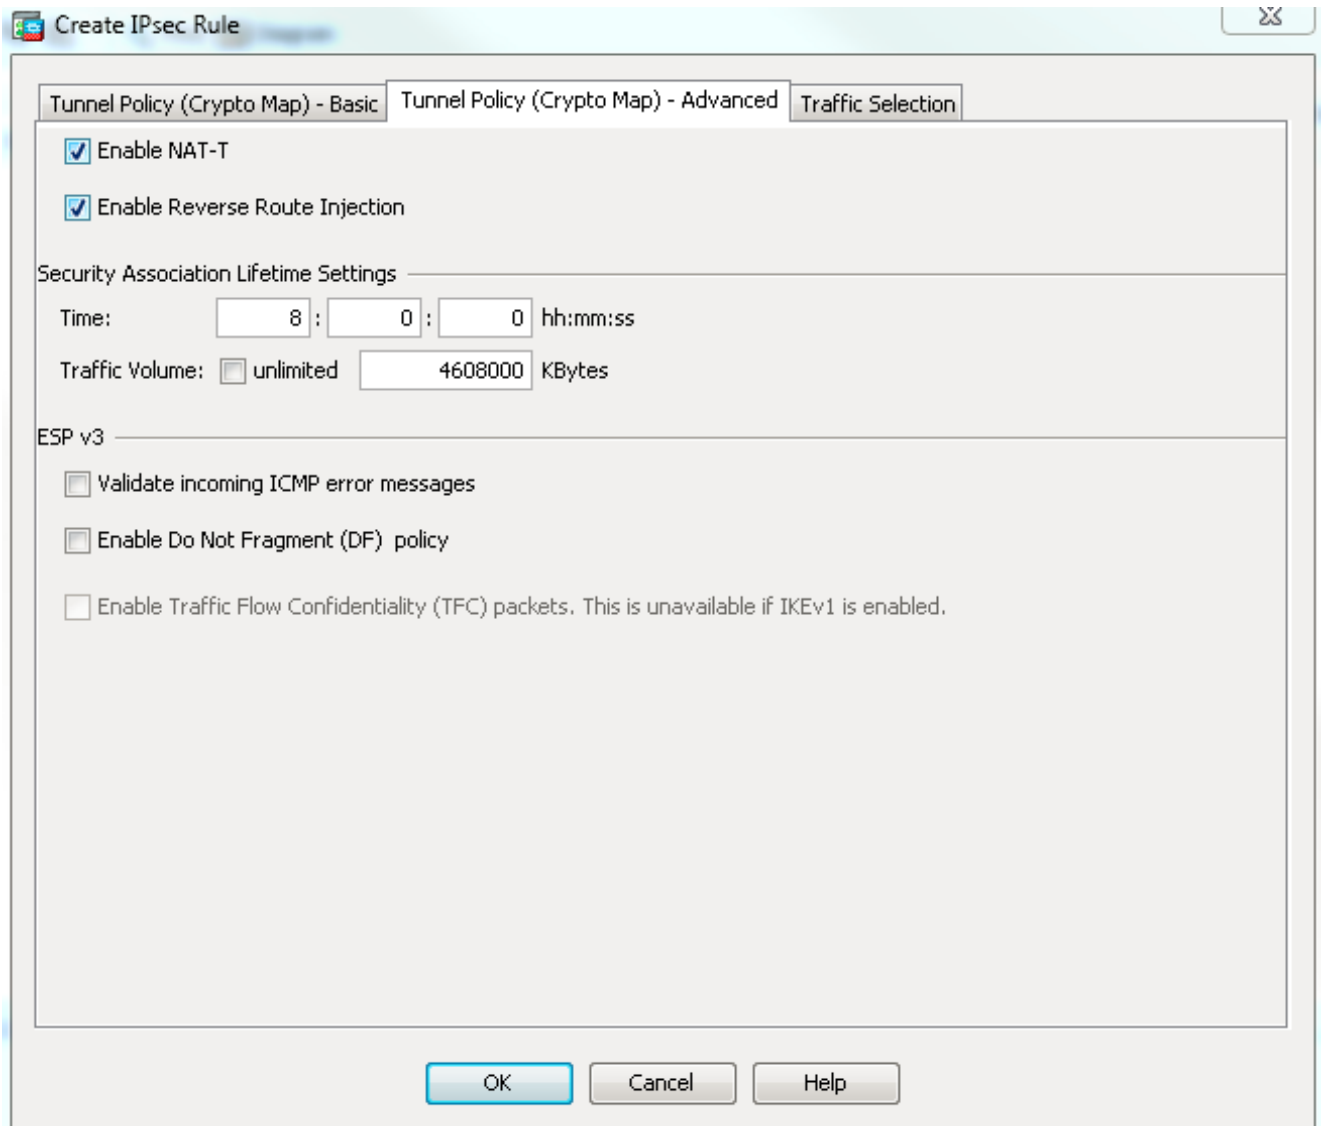 Create IPsec Rule
Tunnel Policy (Crypto Map) - Basic Tunnel Policy (Crypto Map) - Advanced Traffic Selection
Enable NAT-T
Enable Reverse Route Injection
Security Association Lifetime Settings
Time: 8 : 0 : 0 hh:mm:ss
Traffic Volume: unlimited 4608000 KBytes
ESP v3
Validate incoming ICMP error messages
Enable Do Not Fragment (DF) policy
Enable Traffic Flow Confidentiality (TFC) packets. This is unavailable if IKEv1 is enabled.
OK Cancel Help